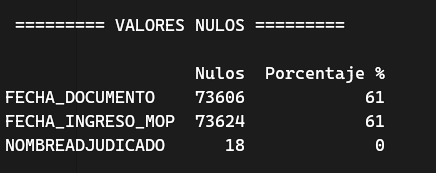 ========= VALORES NULOS =========
Nulos Porcentaje %
FECHA_DOCUMENTO 73606 61
FECHA_INGRESO_MOP 73624 61
NOMBREADJUDICADO 18 0